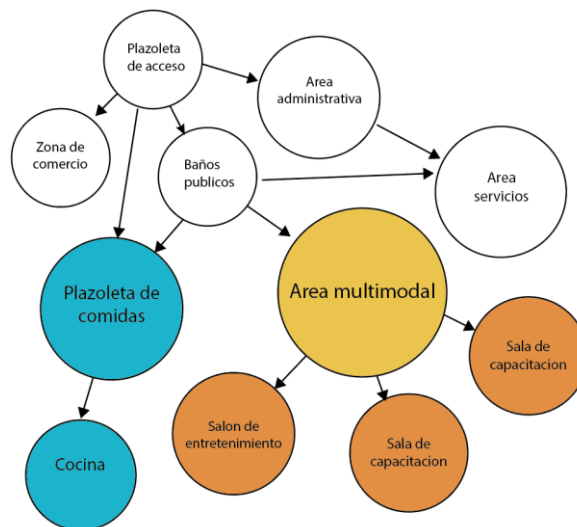 Plazoleta
de acceso
Area
administrativa
Zona de
comercio
Baños
publicos
Area
servicios
Plazoleta de
comidas
Area multimodal
Sala de
capacitacion
Salon de
entretenimiento
Sala de
capacitacion
Cocina